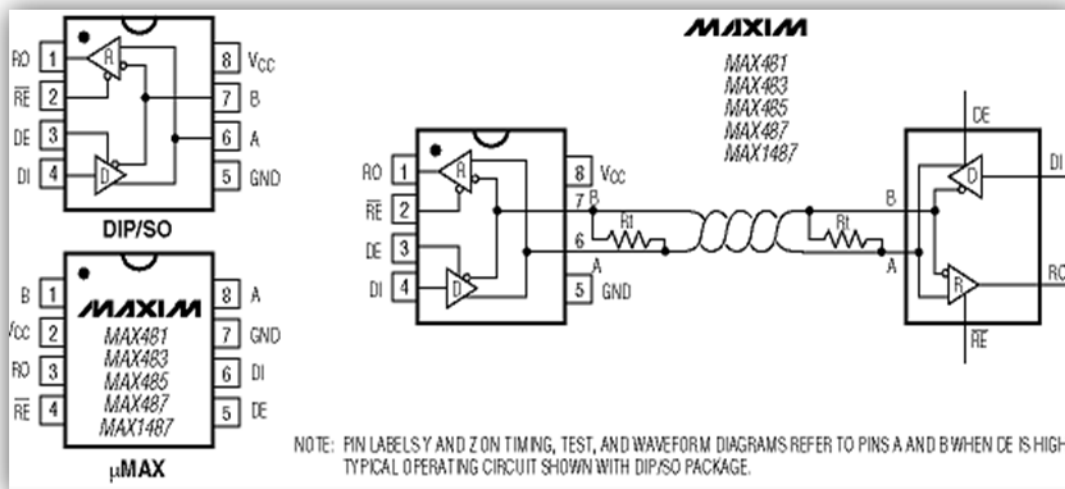 RO 1
RE 2
DE 3
DI 4
8 VCC
7 B
6 A
5 GND
R
D
DIP/SO
B 1
VCC 2
RO 3
RE 4
8 A
7 GND
6 DI
5 DE
MAXIM
MAX481
MAX483
MAX485
MAX487
MAX1487
μMAX
MAXIM
MAX481
MAX483
MAX485
MAX487
MAX1487
RO 1
RE 2
DE 3
DI 4
R
D
8 VCC
7 B
6 A
5 GND
Rt
Rt
B
A
DE
DI
D
R
RO
RE
NOTE: PIN LABELS Y AND Z ON TIMING, TEST, AND WAVEFORM DIAGRAMS REFER TO PINS A AND B WHEN DE IS HIGH
TYPICAL OPERATING CIRCUIT SHOWN WITH DIP/SO PACKAGE.